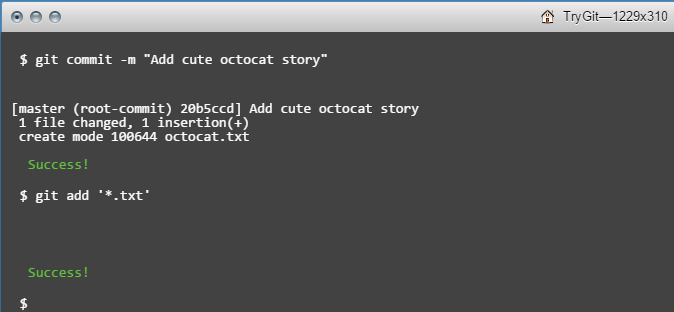 TryGit—1229x310
$ git commit -m "Add cute octocat story"
[master (root-commit) 20b5ccd] Add cute octocat story
1 file changed, 1 insertion(+)
create mode 100644 octocat.txt
Success!
$ git add '*.txt'
Success!
$